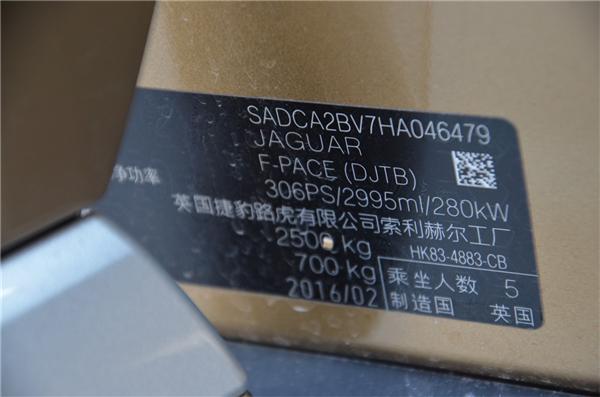 SADCA2BV7HA046479
JAGUAR
F-PACE (DJTB)
净功率 306PS/2995ml/280kW
英国捷豹路虎有限公司索利赫尔工厂
2500 kg HK83-4883-CB
700 kg 乘坐人数 5
2016/02 制造国 英国